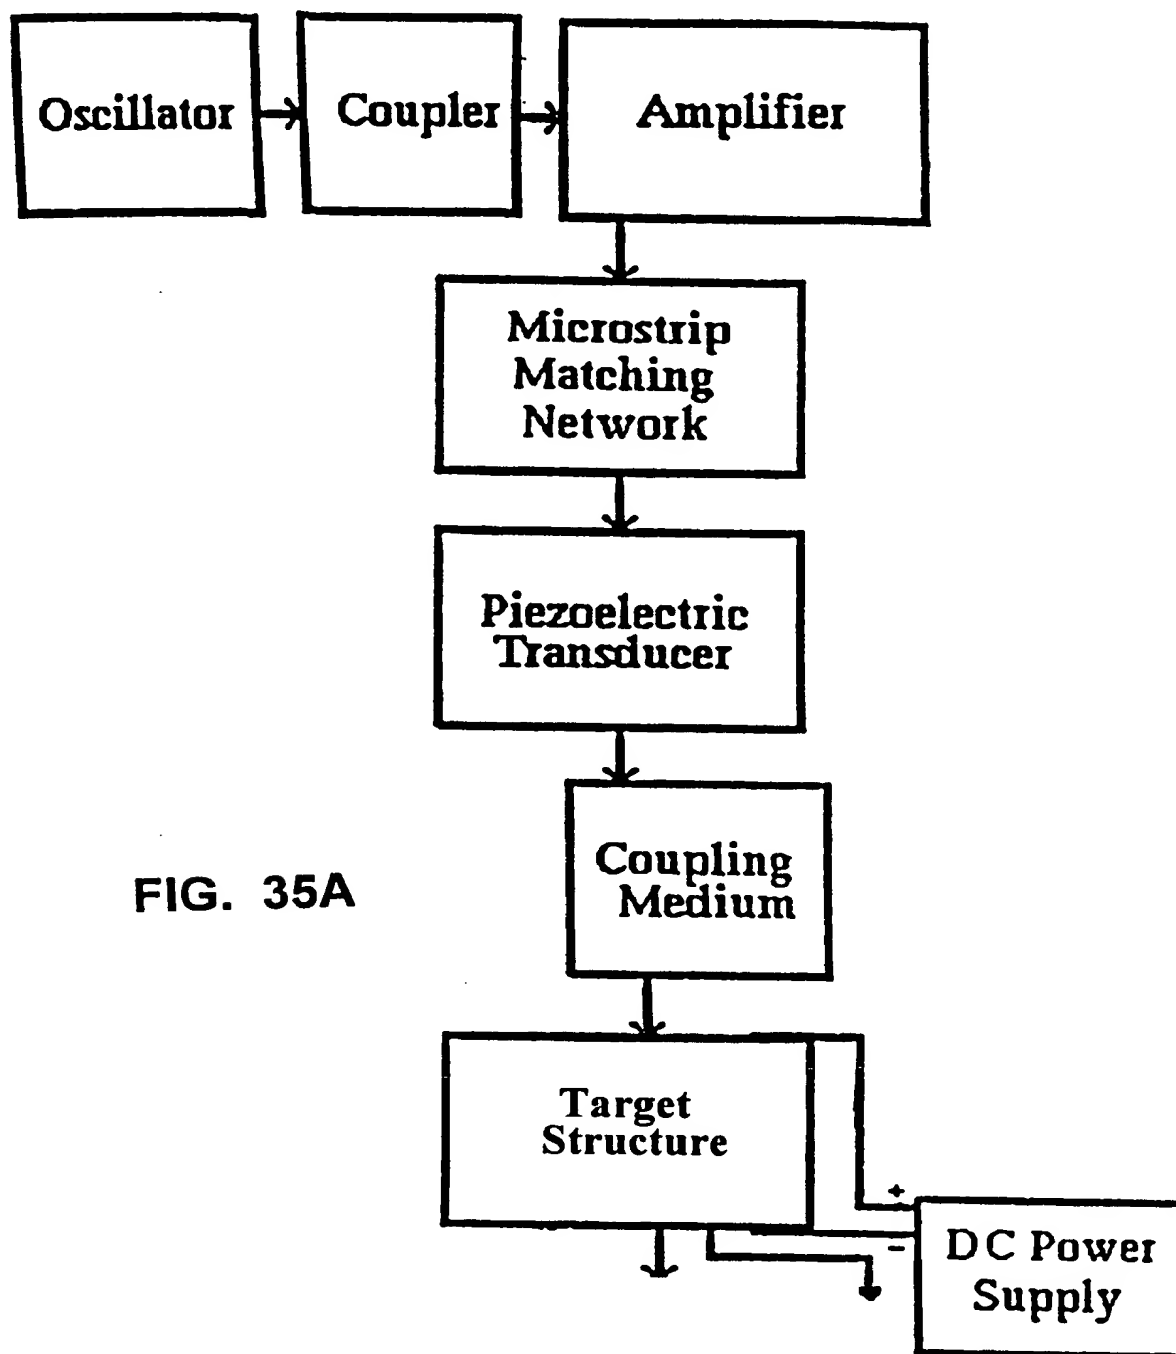 Oscillator
Coupler
Amplifier
Microstrip
Matching
Network
Piezoelectric
Transducer
Coupling
Medium
FIG. 35A
Target
Structure
+
-
DC Power
Supply